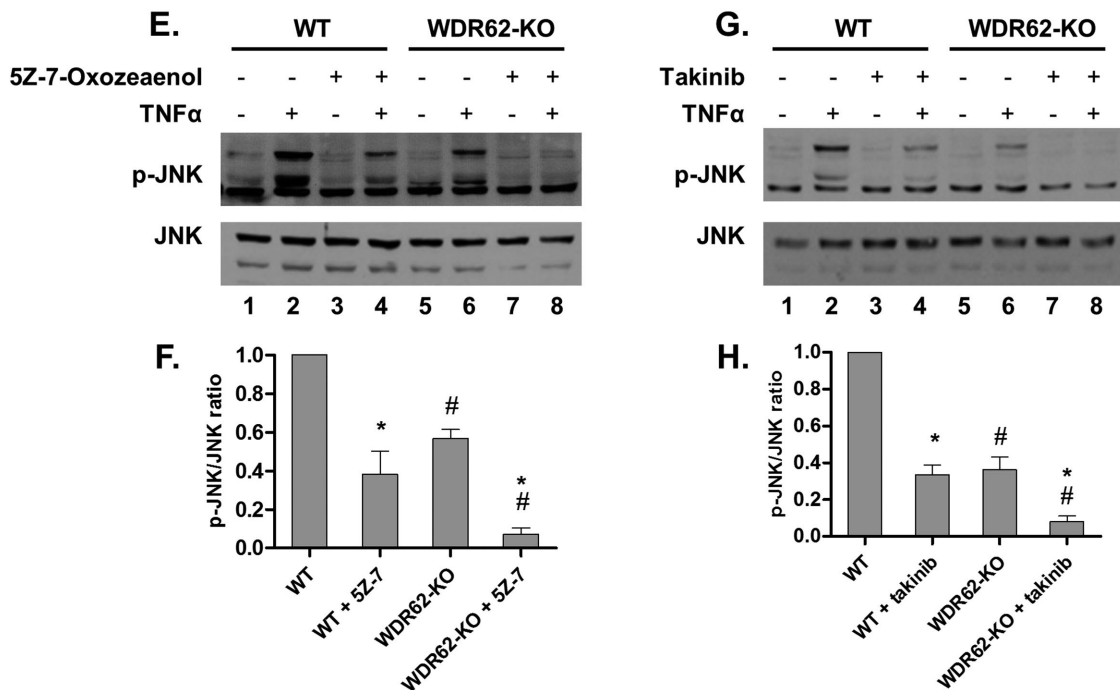 E.
WT WDR62-KO
5Z-7-Oxozeaenol - - + + - - + +
TNFα - + - + - + - +
p-JNK
JNK
1 2 3 4 5 6 7 8
F.
p-JNK/JNK ratio
1.0
0.8
0.6
0.4
0.2
0.0
*
#
*
#
WT
WT + 5Z-7
WDR62-KO
WDR62-KO + 5Z-7
G.
WT WDR62-KO
Takinib - - + + - - + +
TNFα - + - + - + - +
p-JNK
JNK
1 2 3 4 5 6 7 8
H.
p-JNK/JNK ratio
1.0
0.8
0.6
0.4
0.2
0.0
*
#
*
#
WT
WT + takinib
WDR62-KO
WDR62-KO + takinib